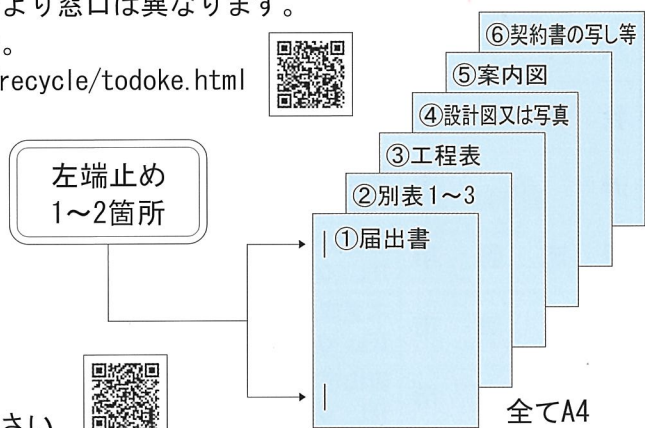 より窓口は異なります。
。
recycle/todoke.html
⑥契約書の写し等
⑤案内図
④設計図又は写真
③工程表
②別表1～3
①届出書
左端止め
1～2箇所
さい
全てA4